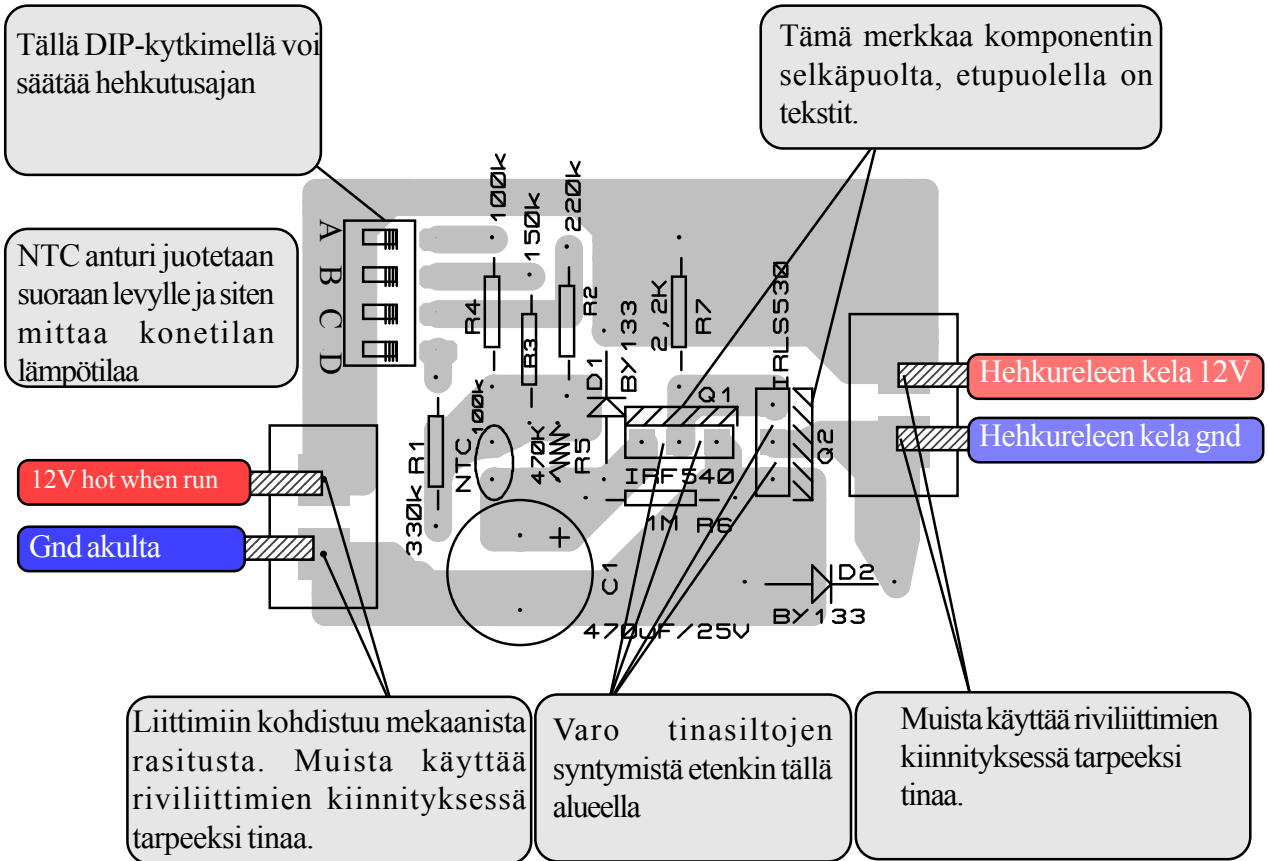 Tällä DIP-kytkimellä voi
säätää hehkutusajan
Tämä merkkaa komponentin
selkäpuolta, etupuolella on
tekstit.
NTC anturi juotetaan
suoraan levylle ja siten
mittaa konetilan
lämpötilaa
A
B
C
D
100k
150k
220k
R4
R3
R2
D1
BY133
2,2K
R7
IRLS530
Q1
Q2
Hehkureleen kela 12V
Hehkureleen kela gnd
12V hot when run
Gnd akulta
330k R1
NTC
100k
470K
R5
IRF540
1M
R6
+
C1
470uF/25V
D2
BY133
Liittimiin kohdistuu mekaanista
rasitusta. Muista käyttää
riviliittimien kiinnityksessä
tarpeeksi tinaa.
Varo tinasiltojen
syntymistä etenkin tällä
alueella
Muista käyttää riviliittimien
kiinnityksessä tarpeeksi
tinaa.